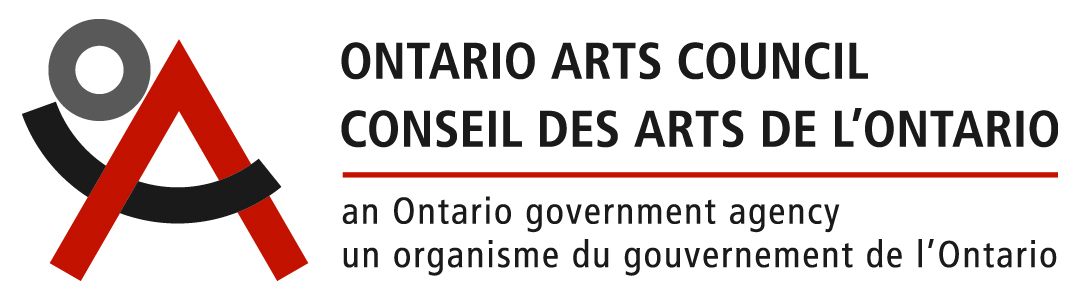 ONTARIO ARTS COUNCIL
CONSEIL DES ARTS DE L’ONTARIO
an Ontario government agency
un organisme du gouvernement de l’Ontario